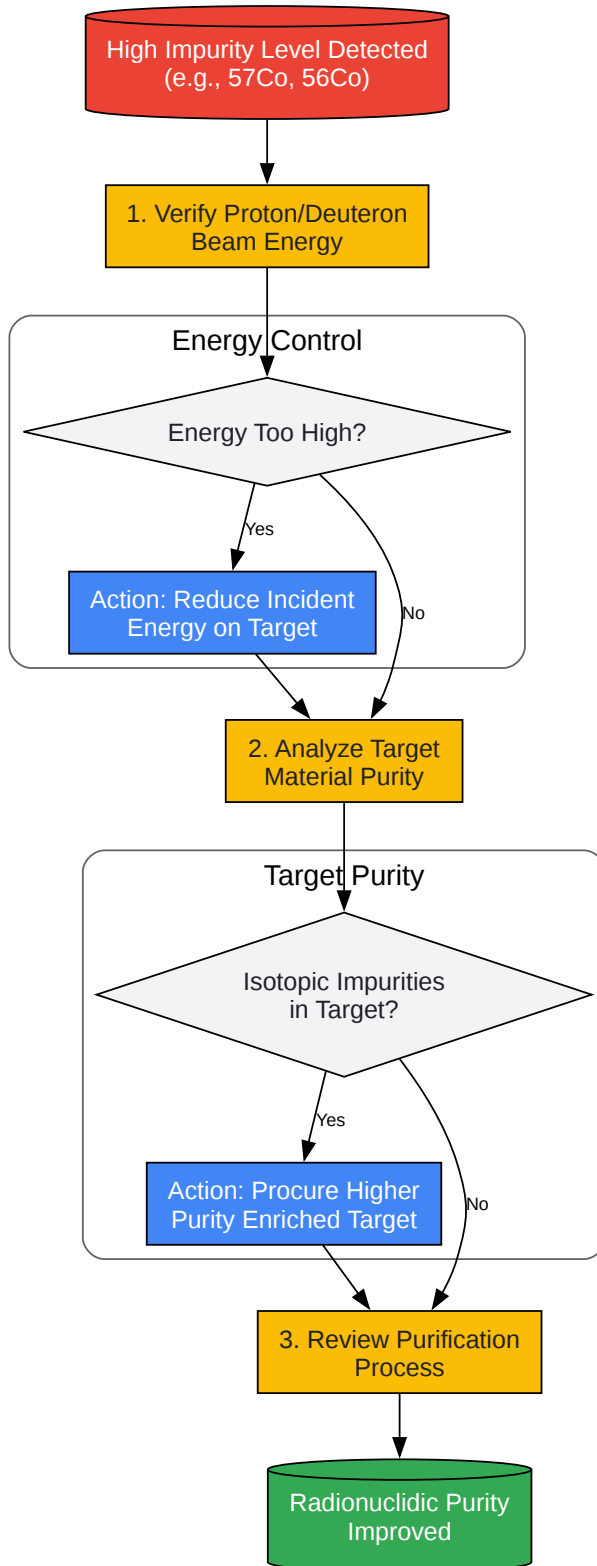 High Impurity Level Detected
(e.g., 57Co, 56Co)
1. Verify Proton/Deuteron
Beam Energy
Energy Control
Energy Too High?
Yes
Action: Reduce Incident
Energy on Target
No
2. Analyze Target
Material Purity
Target Purity
Isotopic Impurities
in Target?
Yes
Action: Procure Higher
Purity Enriched Target
No
3. Review Purification
Process
Radionuclidic Purity
Improved